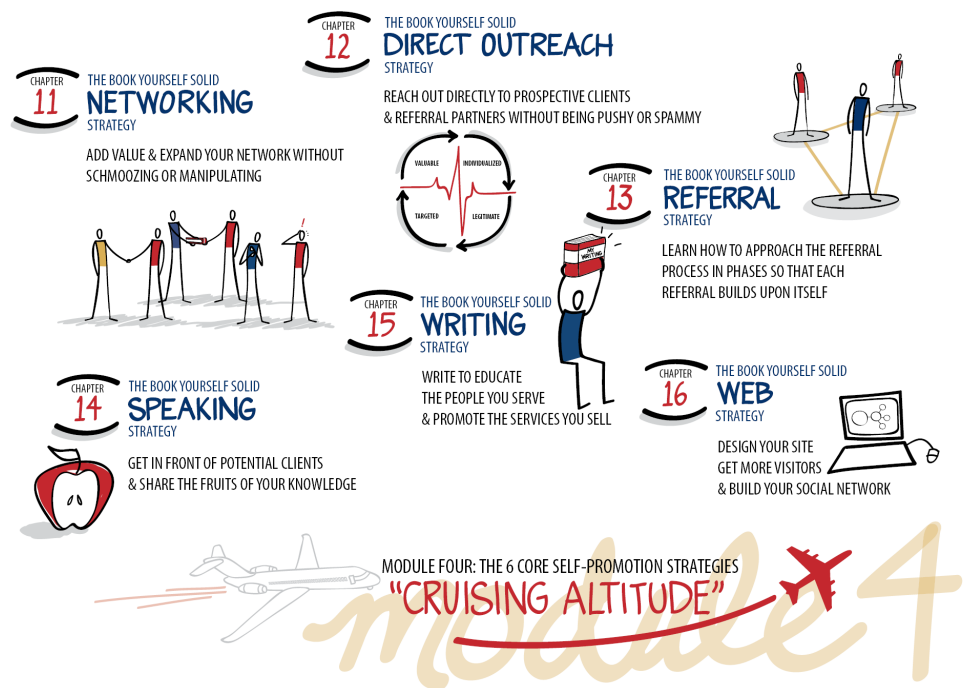 CHAPTER
11
THE BOOK YOURSELF SOLID
NETWORKING
STRATEGY
ADD VALUE & EXPAND YOUR NETWORK WITHOUT
SCHMOOZING OR MANIPULATING
CHAPTER
12
THE BOOK YOURSELF SOLID
DIRECT OUTREACH
STRATEGY
REACH OUT DIRECTLY TO PROSPECTIVE CLIENTS
& REFERRAL PARTNERS WITHOUT BEING PUSHY OR SPAMMY
VALUABLE
INDIVIDUALIZED
TARGETED
LEGITIMATE
CHAPTER
13
THE BOOK YOURSELF SOLID
REFERRAL
STRATEGY
LEARN HOW TO APPROACH THE REFERRAL
PROCESS IN PHASES SO THAT EACH
REFERRAL BUILDS UPON ITSELF
CHAPTER
14
THE BOOK YOURSELF SOLID
SPEAKING
STRATEGY
GET IN FRONT OF POTENTIAL CLIENTS
& SHARE THE FRUITS OF YOUR KNOWLEDGE
CHAPTER
15
THE BOOK YOURSELF SOLID
WRITING
STRATEGY
WRITE TO EDUCATE
THE PEOPLE YOU SERVE
& PROMOTE THE SERVICES YOU SELL
MY
WRITING
CHAPTER
16
THE BOOK YOURSELF SOLID
WEB
STRATEGY
DESIGN YOUR SITE
GET MORE VISITORS
& BUILD YOUR SOCIAL NETWORK
MODULE FOUR: THE 6 CORE SELF-PROMOTION STRATEGIES
"CRUISING ALTITUDE"
module 4